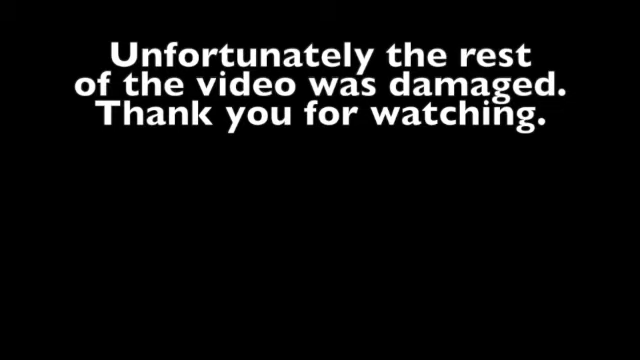 Unfortunately the rest
of the video was damaged.
Thank you for watching.